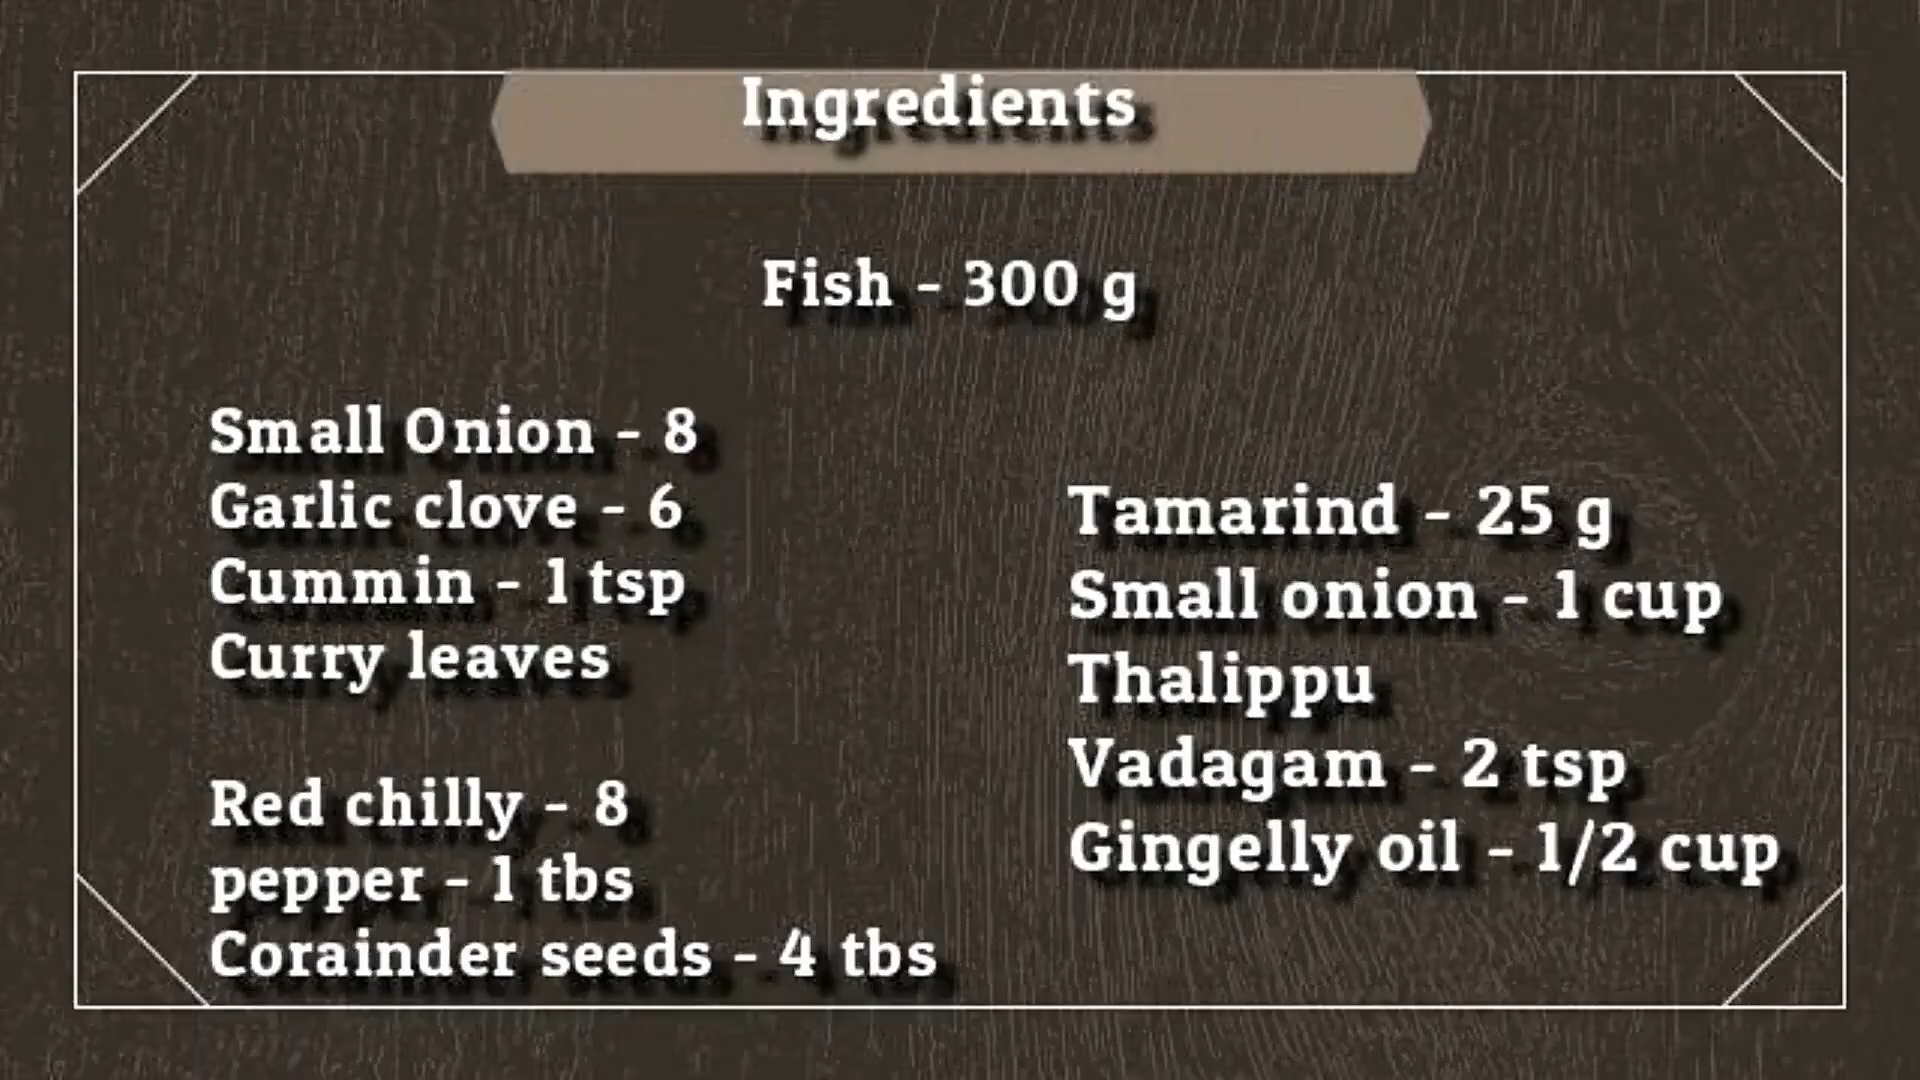 Ingredients
Fish - 300 g
Small Onion - 8
Garlic clove - 6
Cummin - 1 tsp
Curry leaves
Red chilly - 8
pepper - 1 tbs
Corainder seeds - 4 tbs
Tamarind - 25 g
Small onion - 1 cup
Thalippu
Vadagam - 2 tsp
Gingelly oil - 1/2 cup